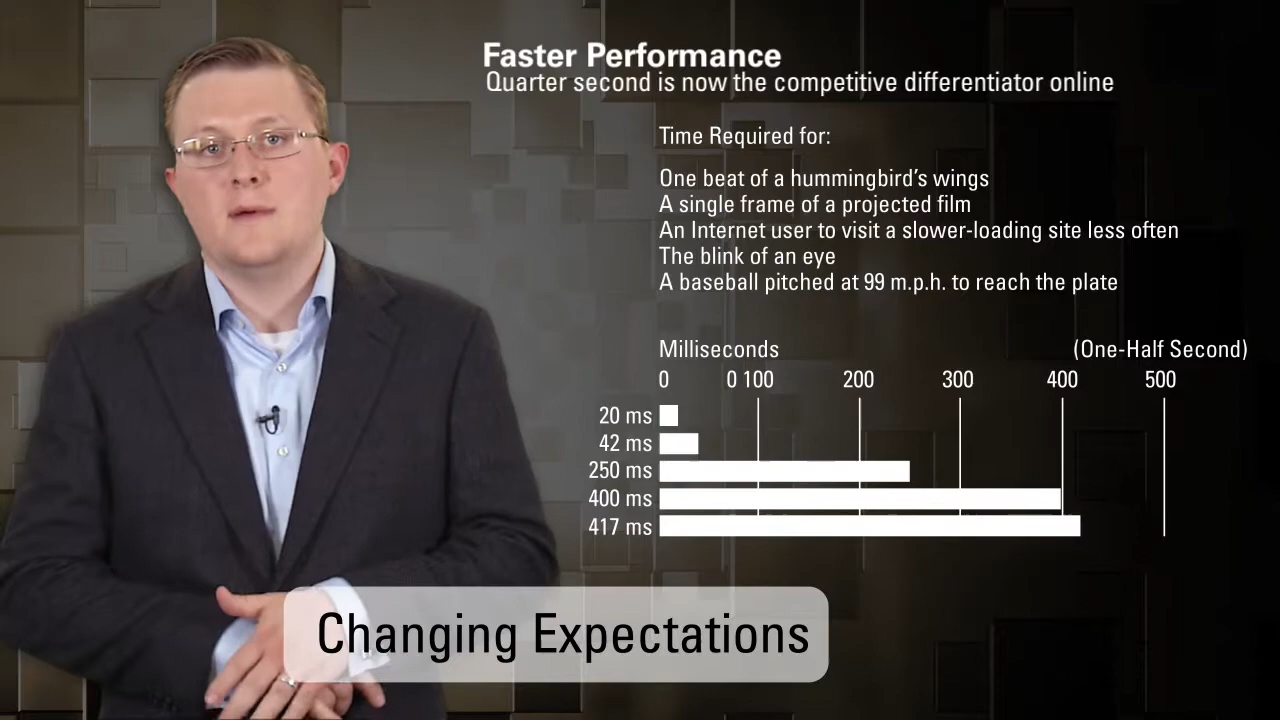 Faster Performance
Quarter second is now the competitive differentiator online
Time Required for:
One beat of a hummingbird's wings
A single frame of a projected film
An Internet user to visit a slower-loading site less often
The blink of an eye
A baseball pitched at 99 m.p.h. to reach the plate
Milliseconds (One-Half Second)
0 0 100 200 300 400 500
20 ms
42 ms
250 ms
400 ms
417 ms
Changing Expectations